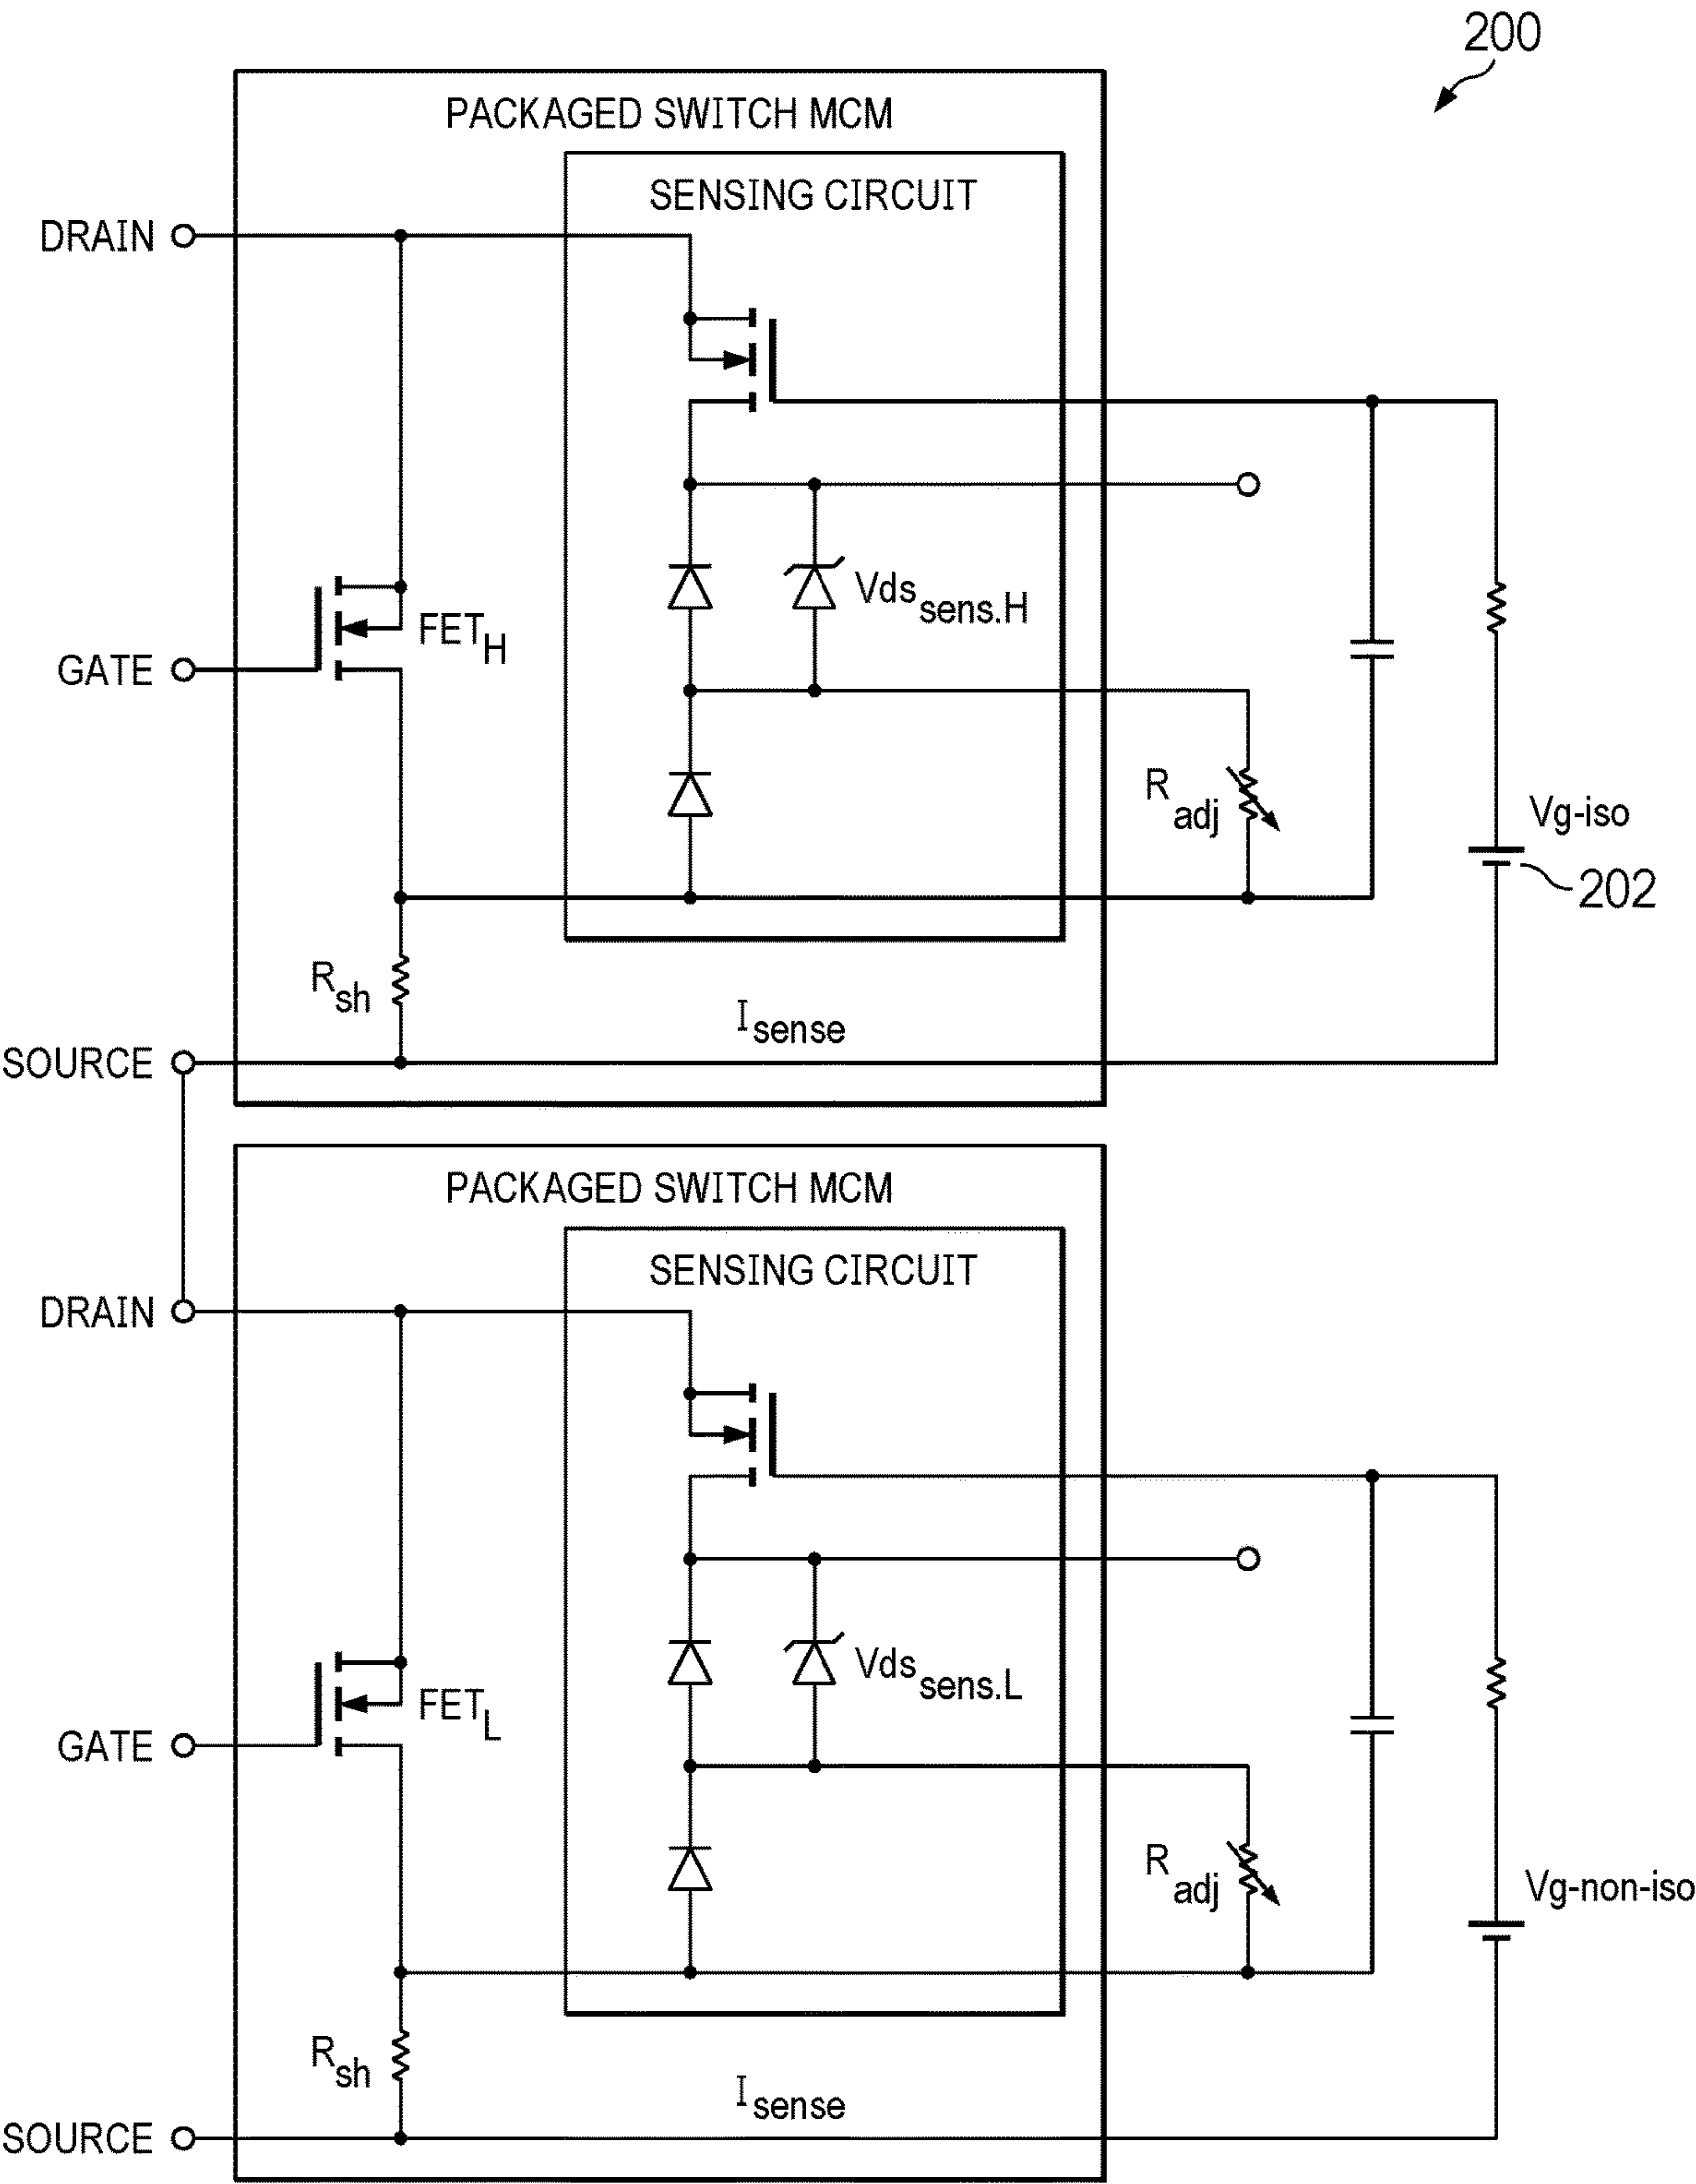 200
PACKAGED SWITCH MCM
SENSING CIRCUIT
DRAIN
Vds sens.H
FET H
GATE
R adj
Vg-iso
202
R sh
I sense
SOURCE
PACKAGED SWITCH MCM
SENSING CIRCUIT
DRAIN
Vds sens.L
FET L
GATE
R adj
Vg-non-iso
R sh
I sense
SOURCE